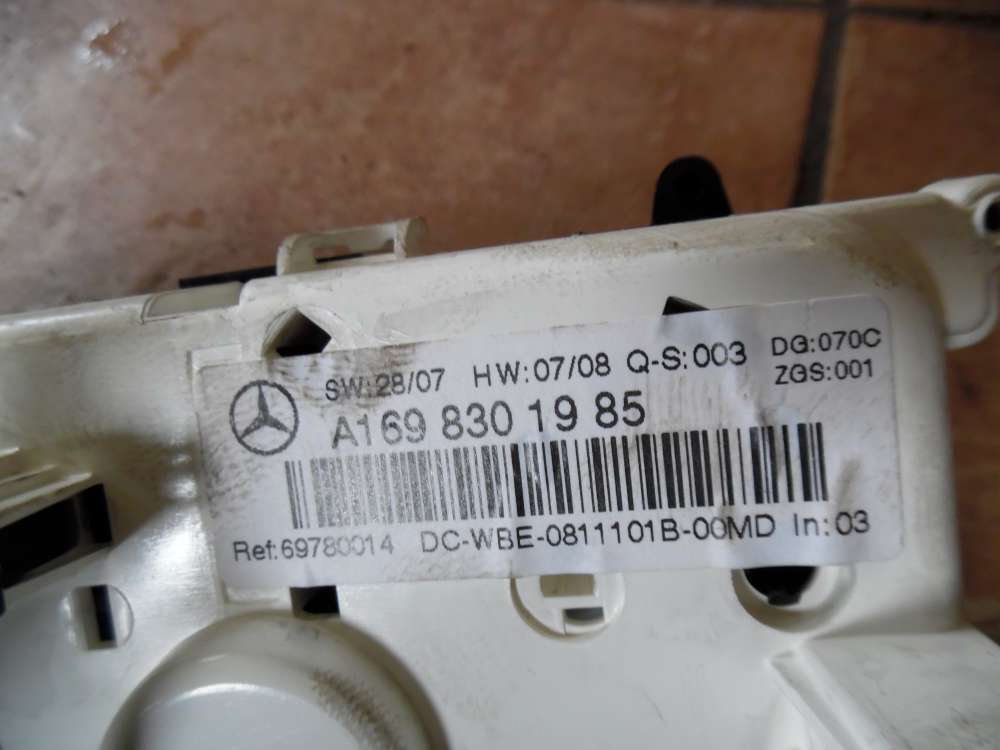 SW:28/07 HW:07/08 Q-S:003 DG:070C
ZGS:001
A169 830 19 85
Ref:69780014 DC-WBE-0811101B-00MD In:03